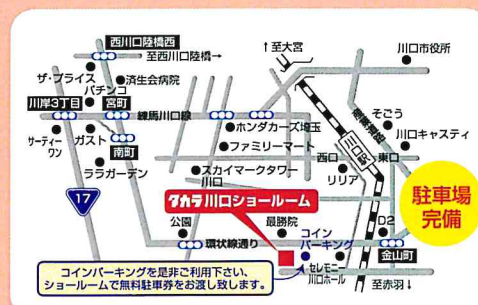 西川口陸橋西
至西川口陸橋→
ザ・プライス
済生会病院
パチンコ
川岸3丁目
宮町
練馬川口線
サーティー
ワン
ガスト
南町
ララガーデン
17
ホンダカーズ埼玉
ファミリーマート
スカイマークタワー
川口
↑至大宮
川口市役所
産業道路
そごう
川口キャスティ
川口駅
西口
東口
リリア
駐車場
完備
タカラ川口ショールーム
公園
環状線通り
最勝院
コイン
パーキング
D2
金山町
セレモニー
川口ホール
至赤羽↓
コインパーキングを是非ご利用下さい、
ショールームで無料駐車券をお渡し致します。